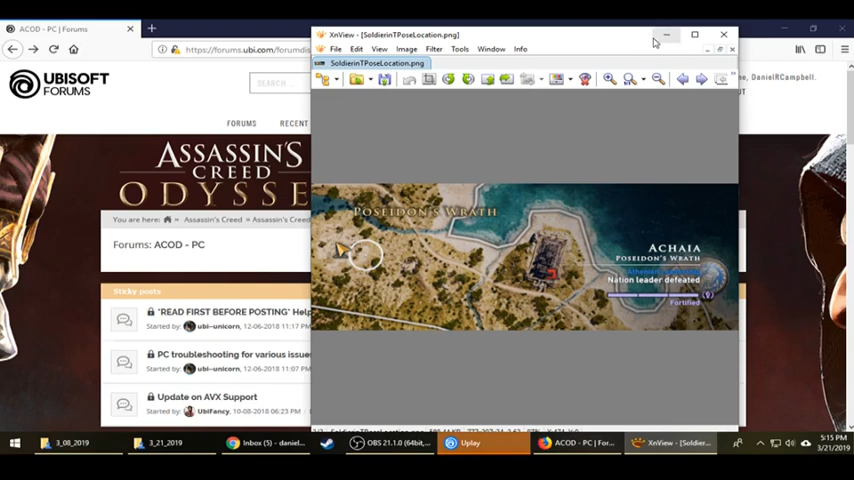 ACOD - PC | Forums
https://forums.ubi.com/forumdis
UBISOFT
FORUMS
SEARCH ...
DanielRCampbell.
FORUMS
RECENT
ASSASSIN'S
CREED
ODYSSE
You are here:
Assassin's Creed
Assassin's Creed
Forums: ACOD - PC
Sticky posts
"READ FIRST BEFORE POSTING" Help
Started by: ubi--unicorn, 12-06-2018 11:17 PM
PC troubleshooting for various issues
Started by: ubi--unicorn, 12-06-2018 11:07 PM
Update on AVX Support
Started by: UbiFancy, 10-08-2018 06:23 PM
XnView - [SoldierinTPoseLocation.png]
File Edit View Image Filter Tools Window Info
SoldierinTPoseLocation.png
POSEIDON'S WRATH
ACHAIA
POSEIDON'S WRATH
Nation leader defeated
Fortified
3_08_2019
3_21_2019
Inbox (5) - daniel...
OBS 21.1.0 (64bit,...
Uplay
ACOD - PC | For...
XnView - [Soldier...
5:15 PM
3/21/2019